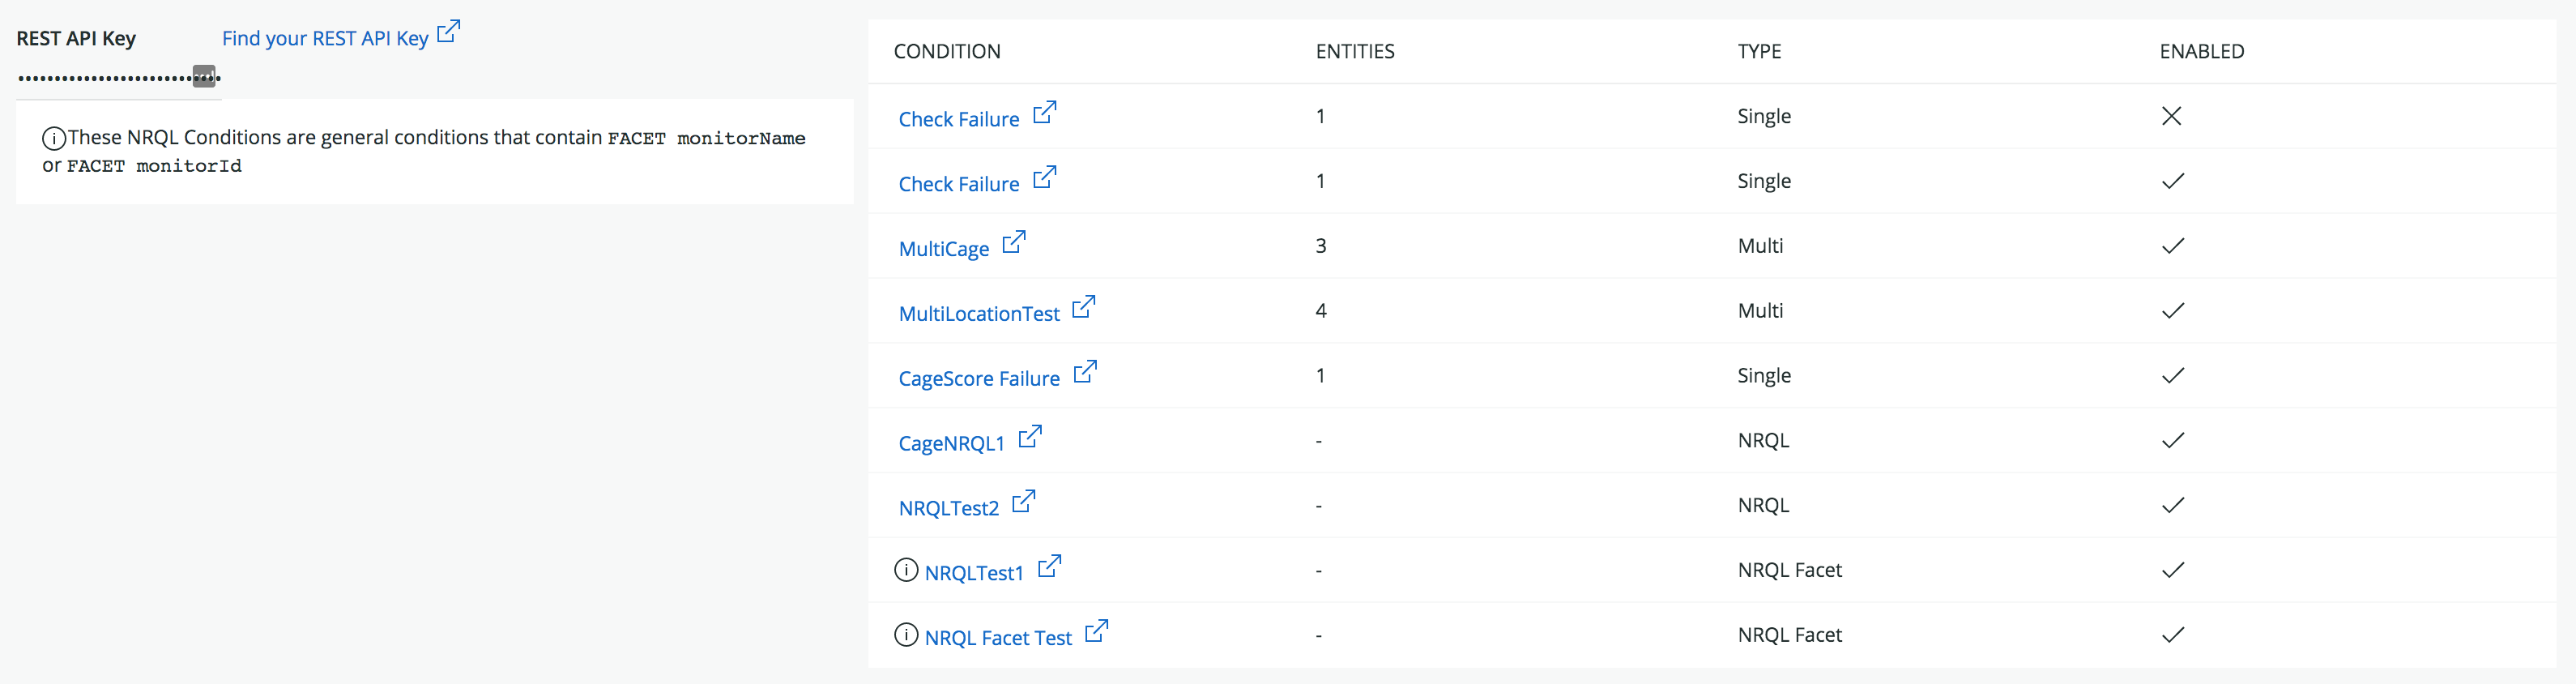 REST API Key Find your REST API Key
••••••••••••••••••••••••••••
ⓘThese NRQL Conditions are general conditions that contain FACET monitorName
or FACET monitorId
CONDITION ENTITIES TYPE ENABLED
Check Failure 1 Single ✕
Check Failure 1 Single ✓
MultiCage 3 Multi ✓
MultiLocationTest 4 Multi ✓
CageScore Failure 1 Single ✓
CageNRQL1 - NRQL ✓
NRQLTest2 - NRQL ✓
ⓘ NRQLTest1 - NRQL Facet ✓
ⓘ NRQL Facet Test - NRQL Facet ✓